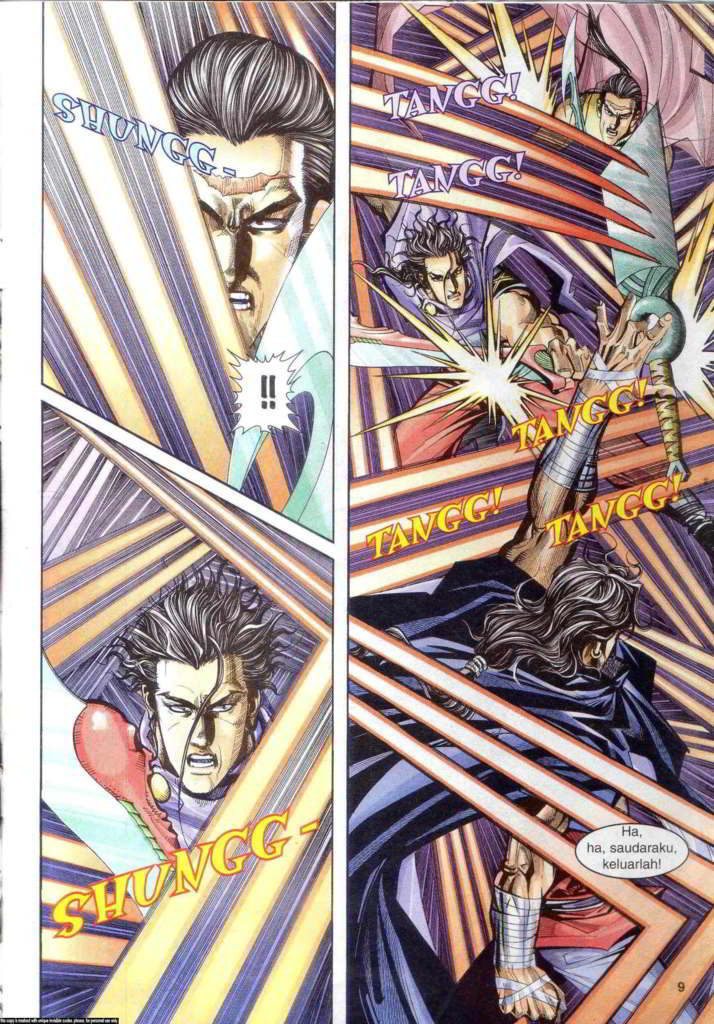 SHUNGG-
!!
SHUNGG-
TANGG!
TANGG!
TANGG!
TANGG!
TANGG!
Ha,
ha, saudaraku,
keluarlah!
9